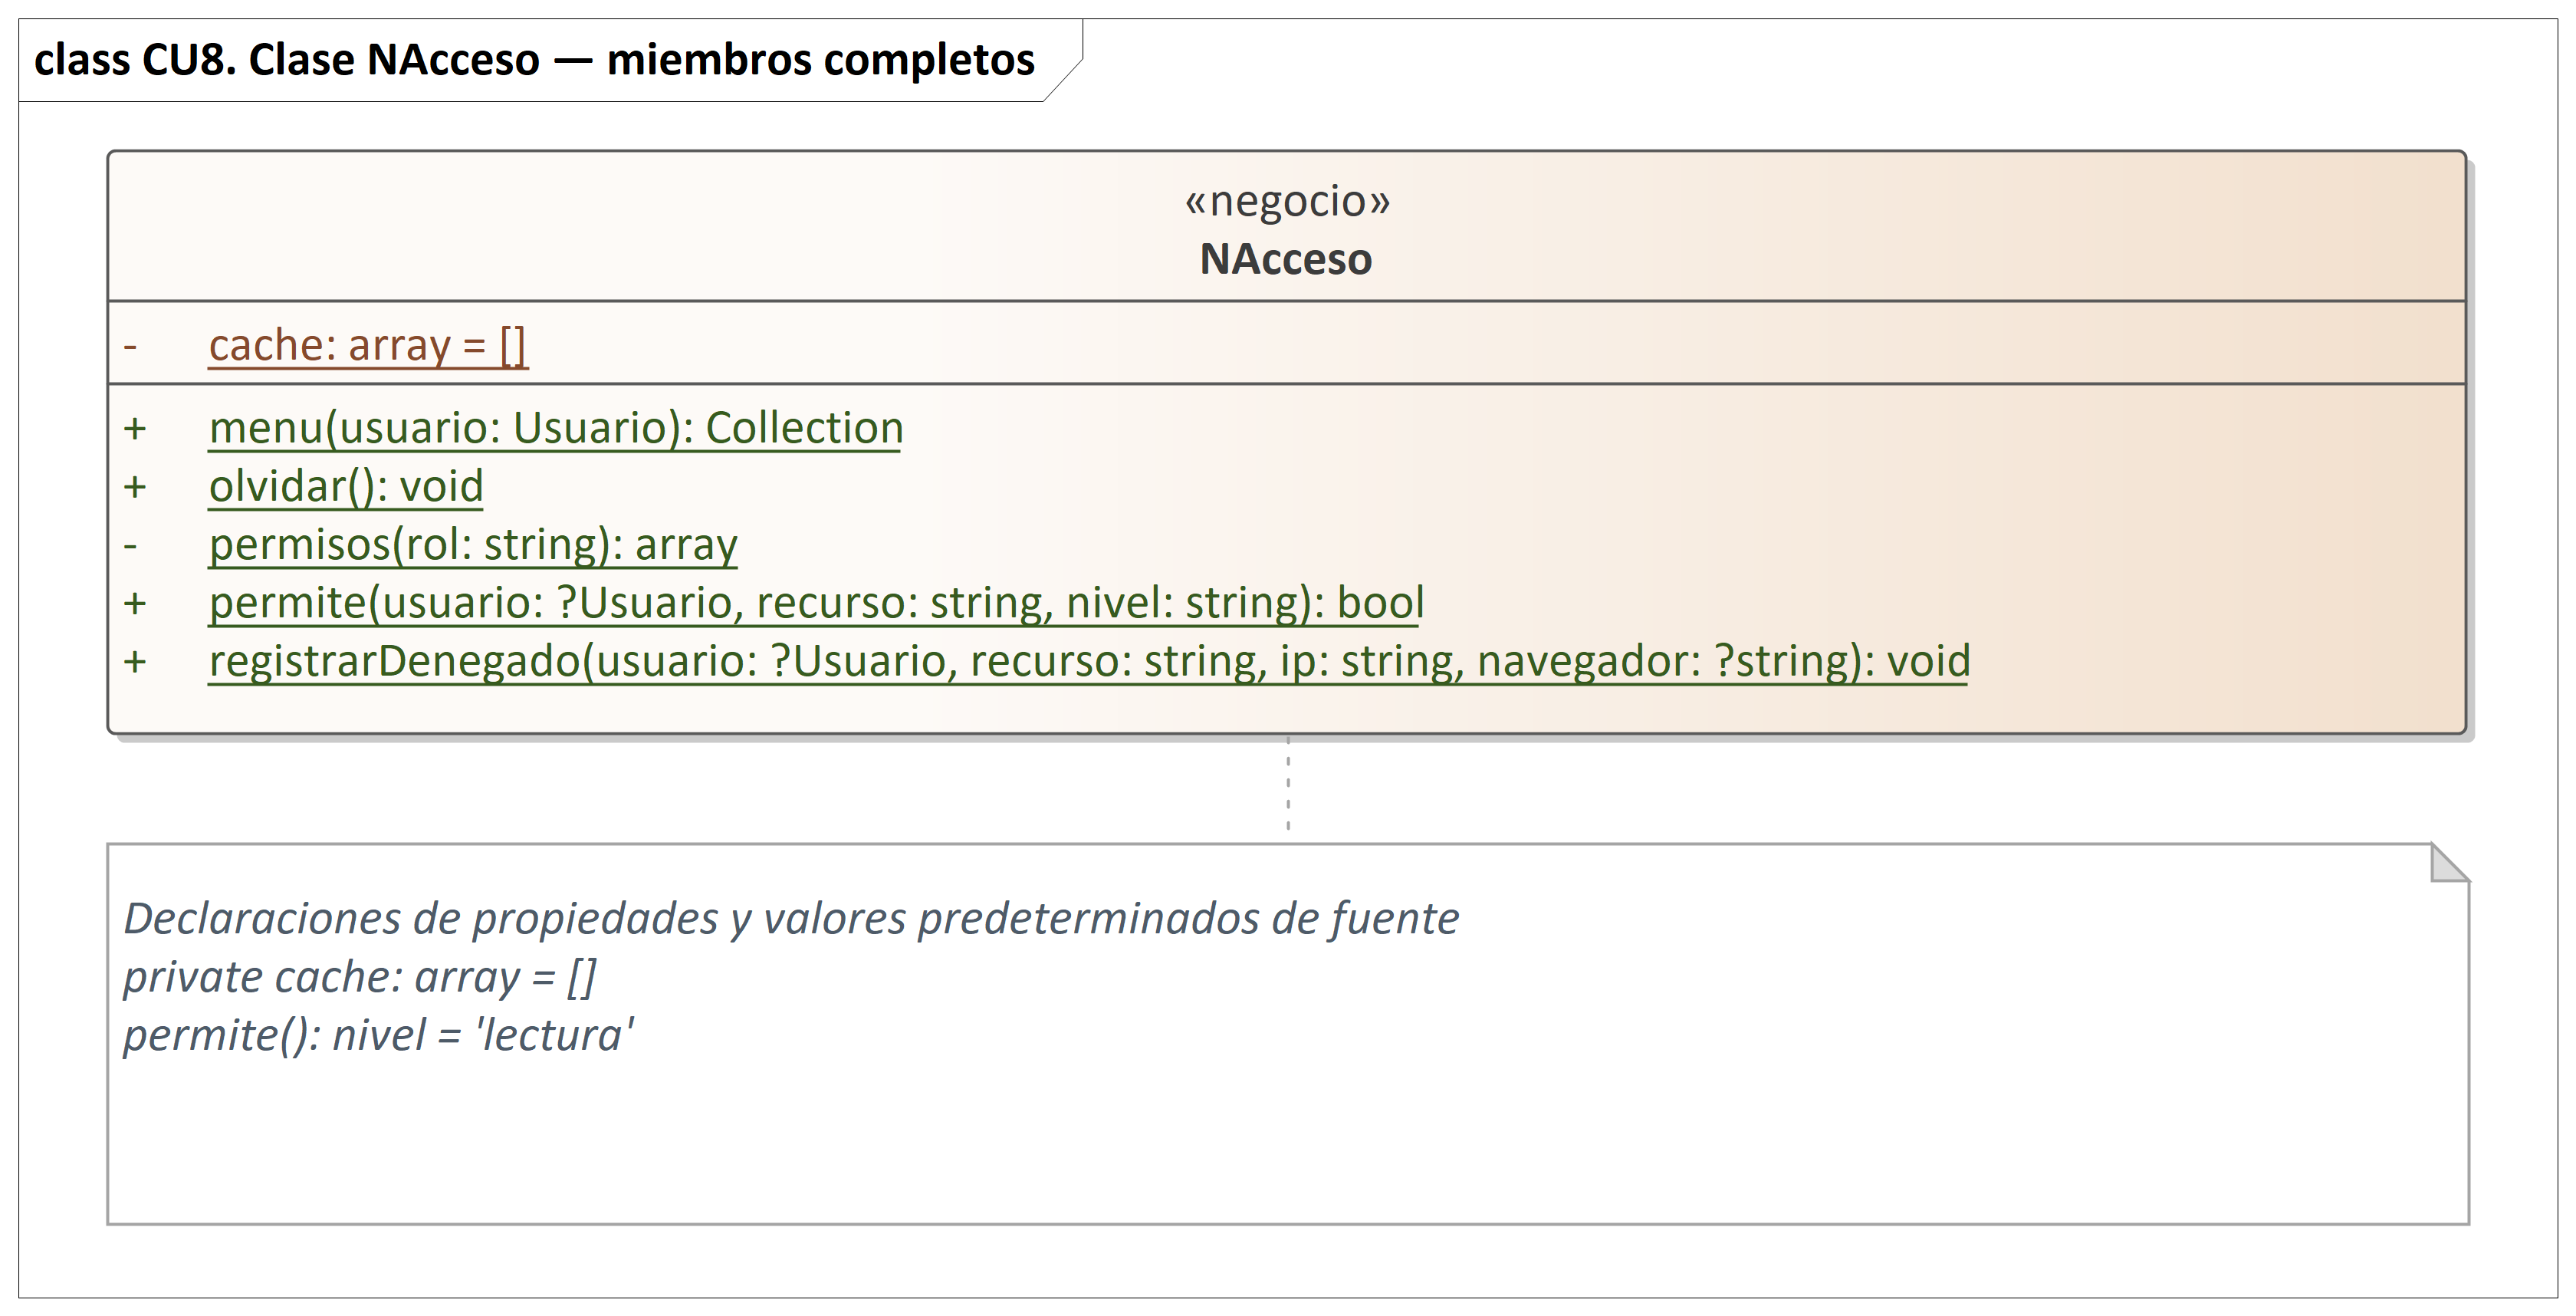 class CU8. Clase NAcceso — miembros completos
«negocio»
NAcceso
- cache: array = []
+ menu(usuario: Usuario): Collection
+ olvidar(): void
- permisos(rol: string): array
+ permite(usuario: ?Usuario, recurso: string, nivel: string): bool
+ registrarDenegado(usuario: ?Usuario, recurso: string, ip: string, navegador: ?string): void
Declaraciones de propiedades y valores predeterminados de fuente
private cache: array = []
permite(): nivel = 'lectura'